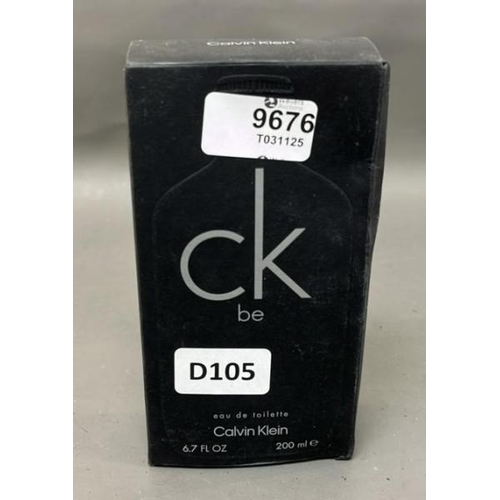 Calvin Klein
9676
T031125
ck
be
D105
eau de toilette
Calvin Klein
6.7 FL OZ 200 ml ℮